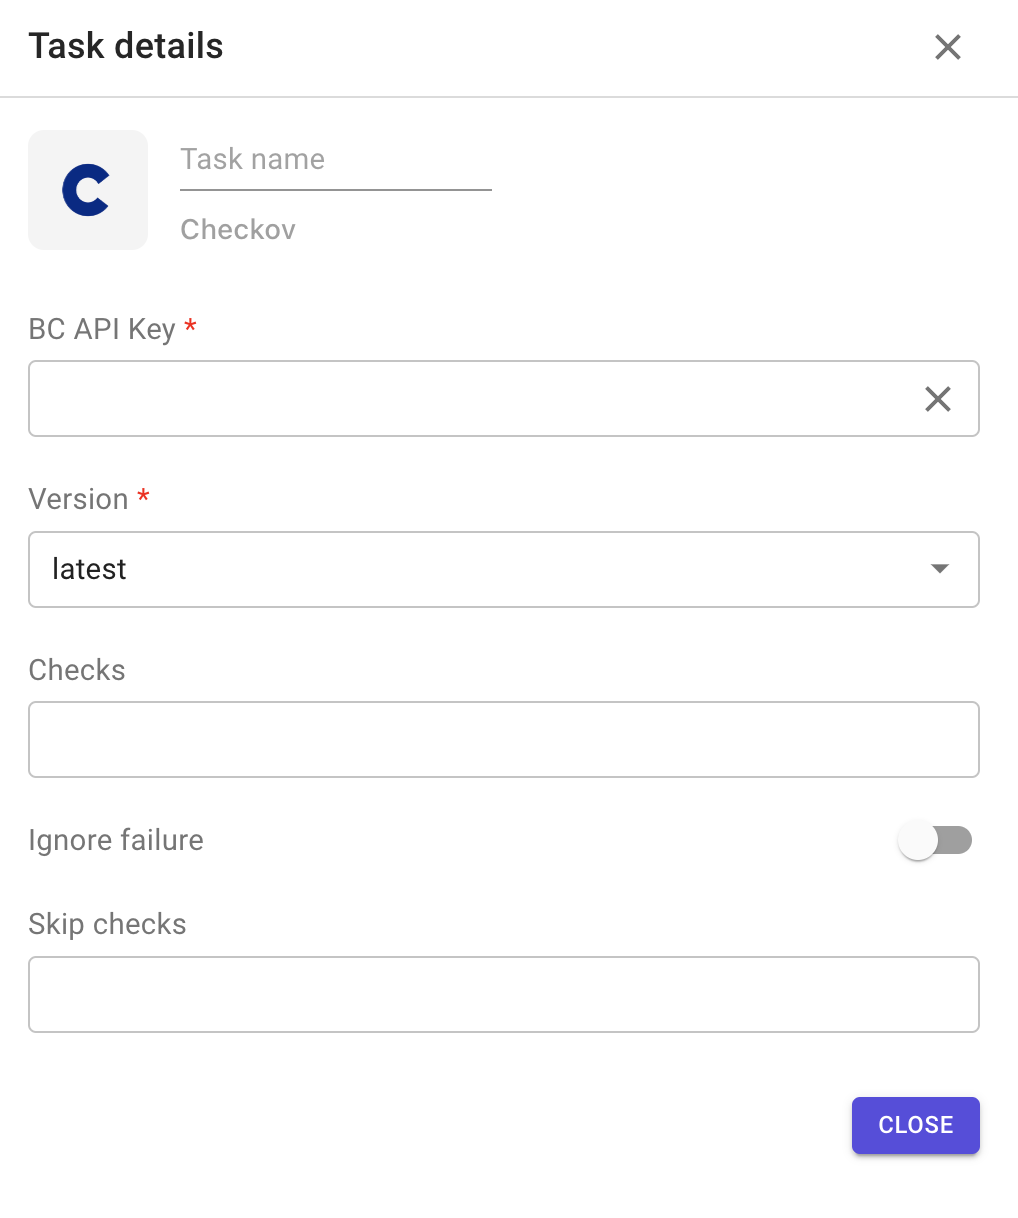 Task details
Task name
Checkov
BC API Key *
Version *
latest
Checks
Ignore failure
Skip checks
CLOSE